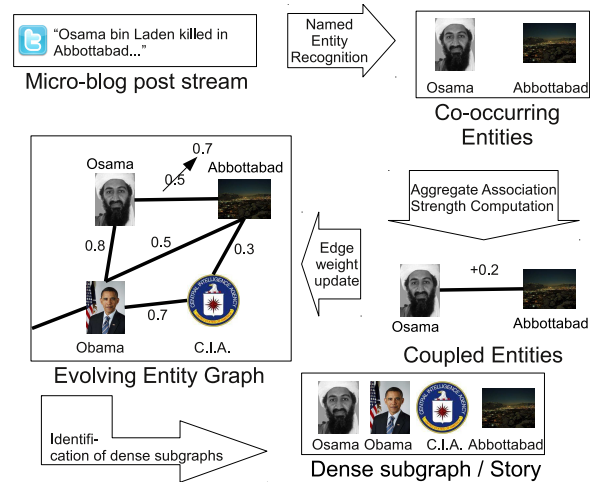 “Osama bin Laden killed in
Abbottabad...”
Micro-blog post stream
Named
Entity
Recognition
Osama
Abbottabad
Co-occurring
Entities
Aggregate Association
Strength Computation
+0.2
Osama
Abbottabad
Coupled Entities
Edge
weight
update
0.7
Osama
Abbottabad
0.5
0.8
0.5
0.3
0.7
Obama
C.I.A.
Evolving Entity Graph
Identifi-
cation of dense subgraphs
Osama Obama C.I.A. Abbottabad
Dense subgraph / Story